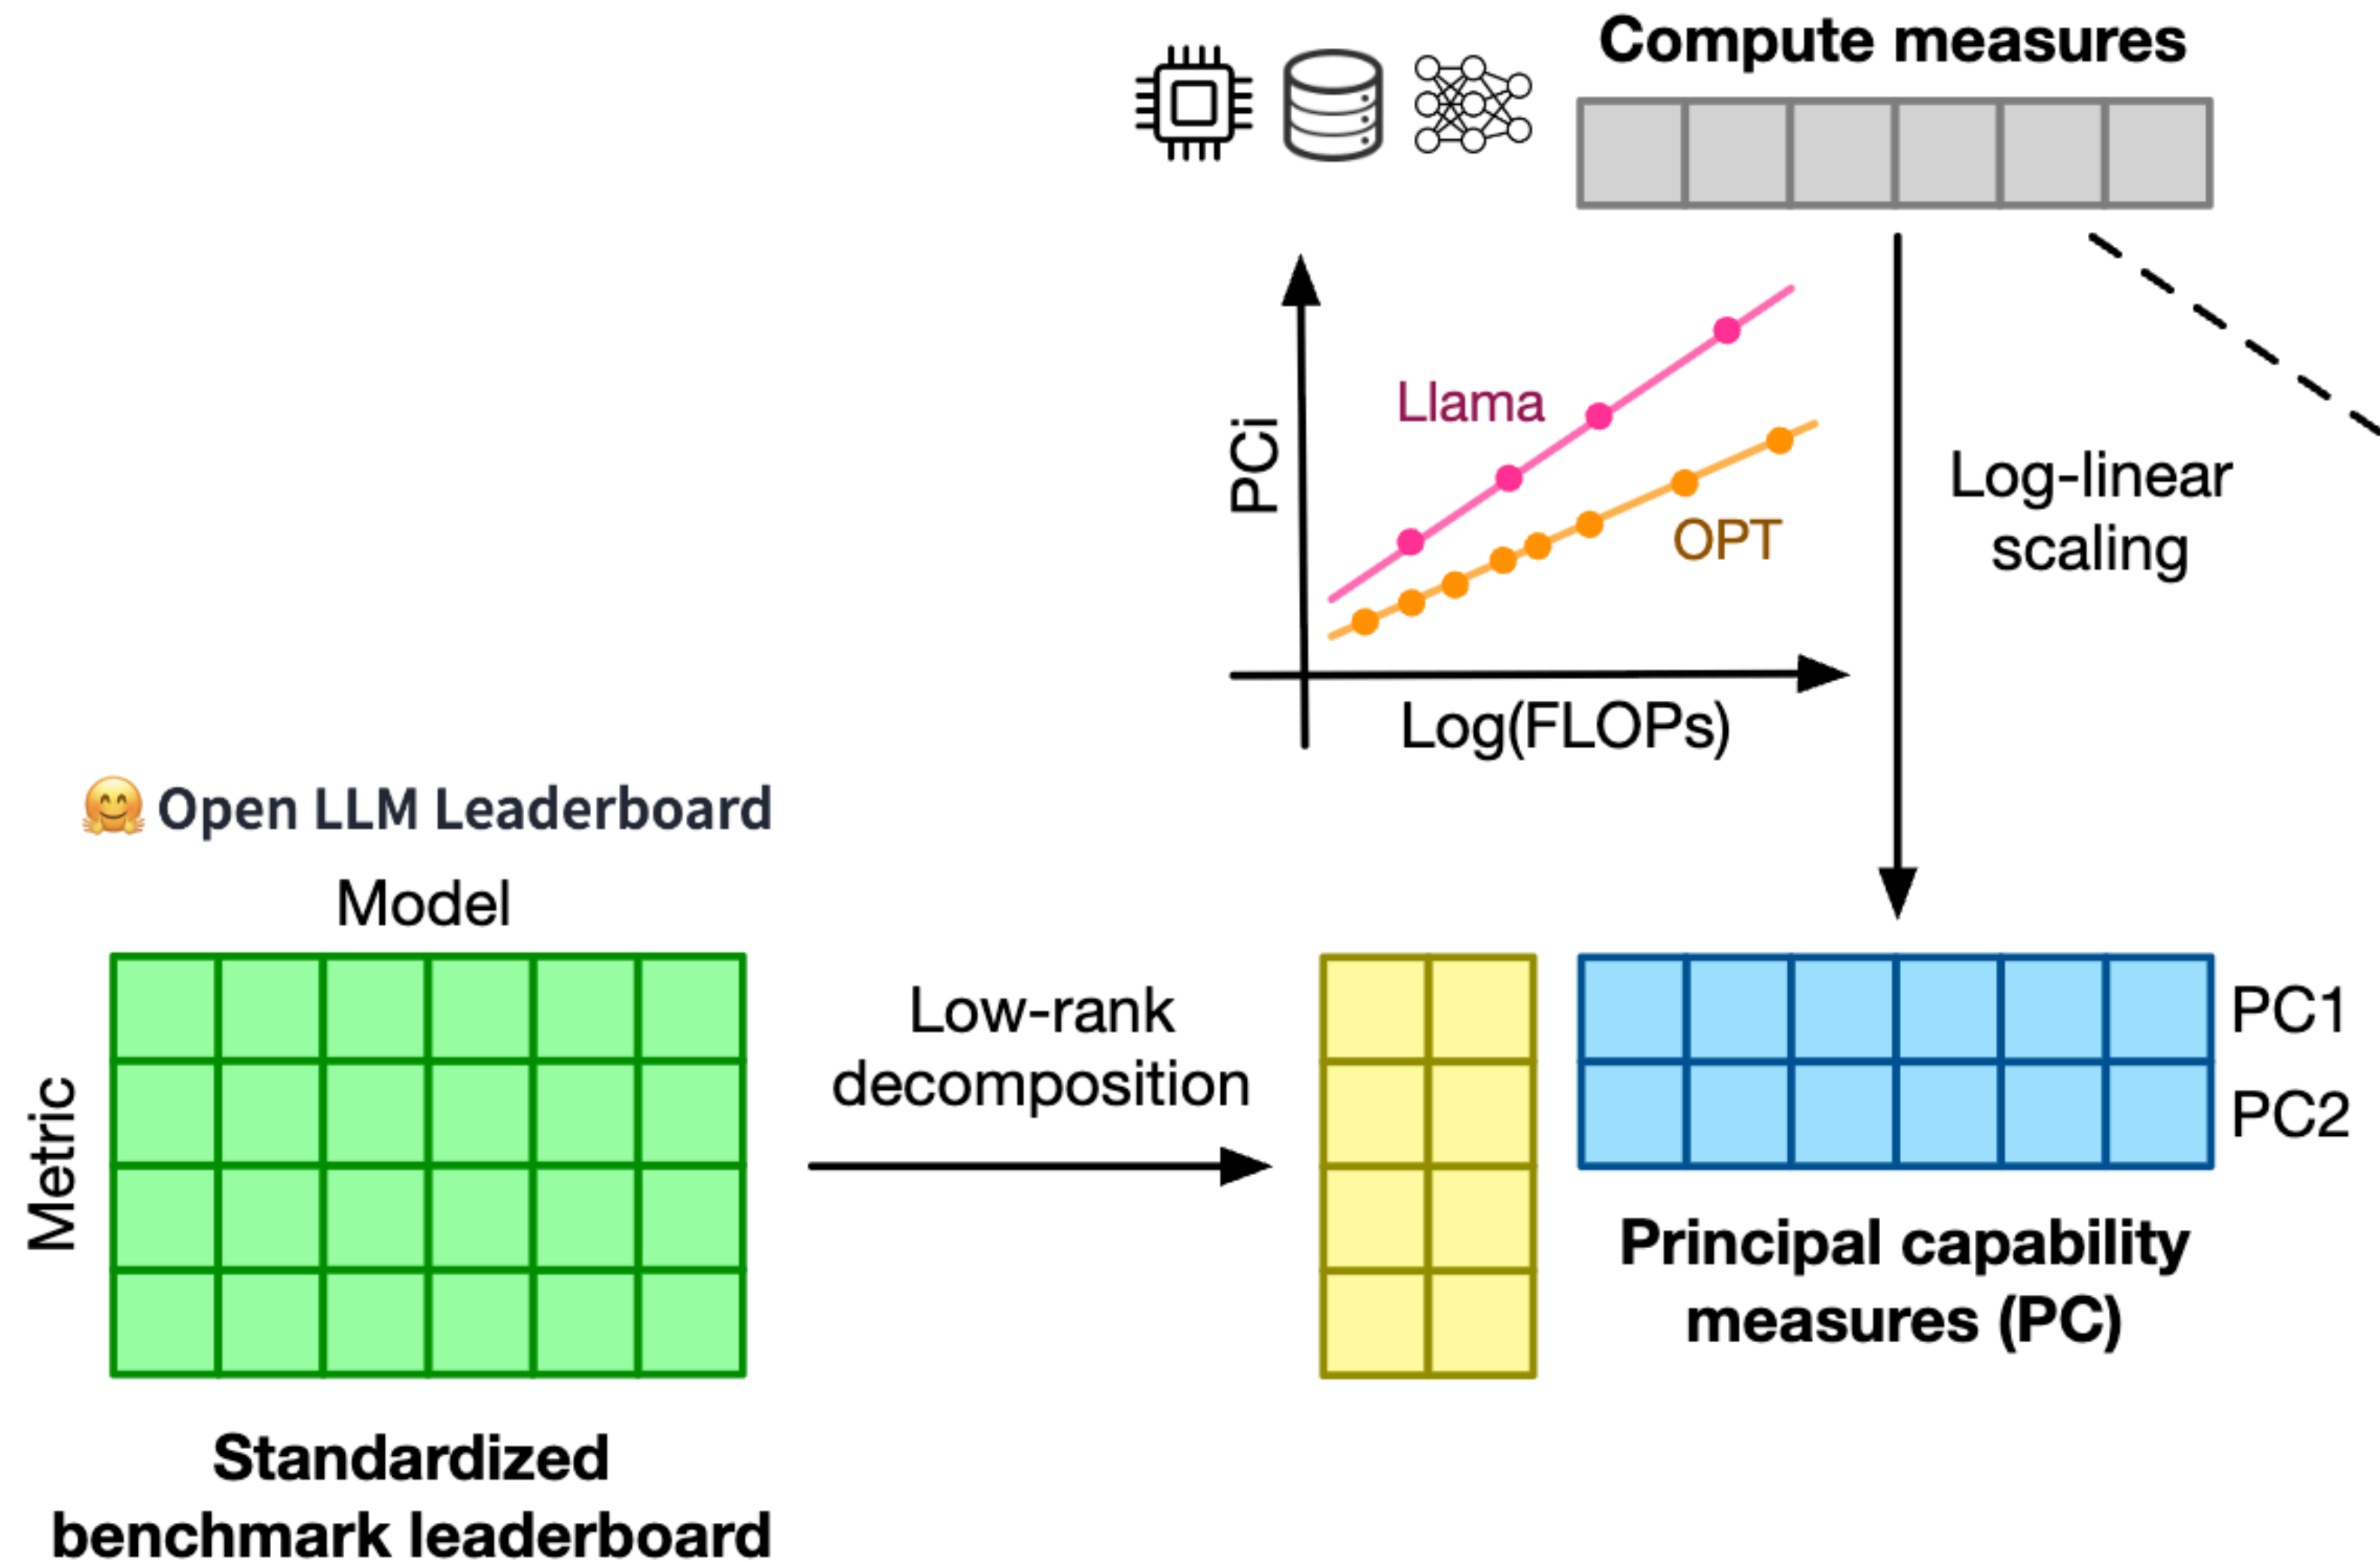 Compute measures
Llama
OPT
PCi
Log(FLOPs)
Log-linear
scaling
🤗 Open LLM Leaderboard
Model
Metric
Low-rank
decomposition
PC1
PC2
Principal capability
measures (PC)
Standardized
benchmark leaderboard